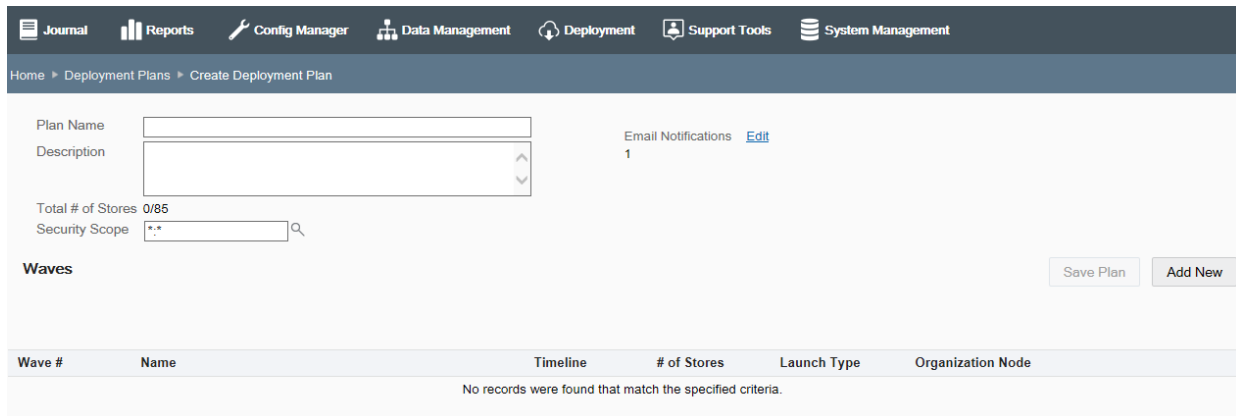 Journal Reports Config Manager Data Management Deployment Support Tools System Management
Home Deployment Plans Create Deployment Plan
Plan Name
Email Notifications Edit
Description
1
Total # of Stores 0/85
Security Scope *:*
Waves
Save Plan Add New
Wave # Name Timeline # of Stores Launch Type Organization Node
No records were found that match the specified criteria.